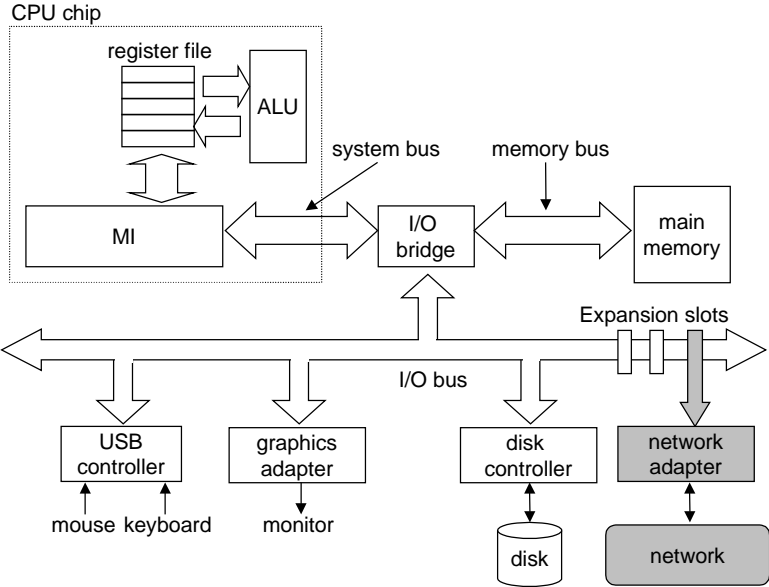 CPU chip
register file
ALU
system bus
memory bus
MI
I/O
bridge
main
memory
Expansion slots
I/O bus
USB
controller
graphics
adapter
disk
controller
network
adapter
mouse
keyboard
monitor
disk
network